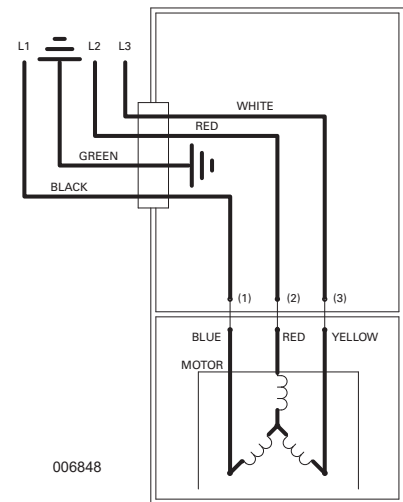 L1 L2 L3
WHITE
RED
GREEN
BLACK
(1) (2) (3)
BLUE RED YELLOW
MOTOR
006848